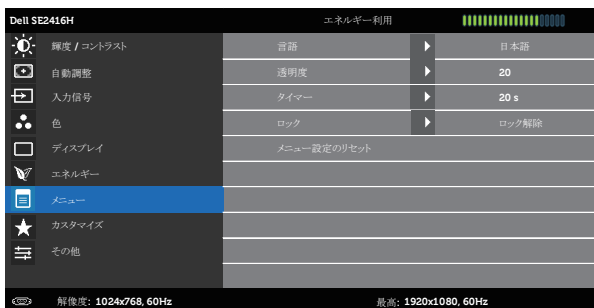 Dell SE2416H エネルギー利用
輝度 / コントラスト 言語 日本語
自動調整 透明度 20
入力信号 タイマー 20 s
色 ロック ロック解除
ディスプレイ メニュー設定のリセット
エネルギー
メニュー
カスタマイズ
その他
解像度: 1024x768, 60Hz 最高: 1920x1080, 60Hz